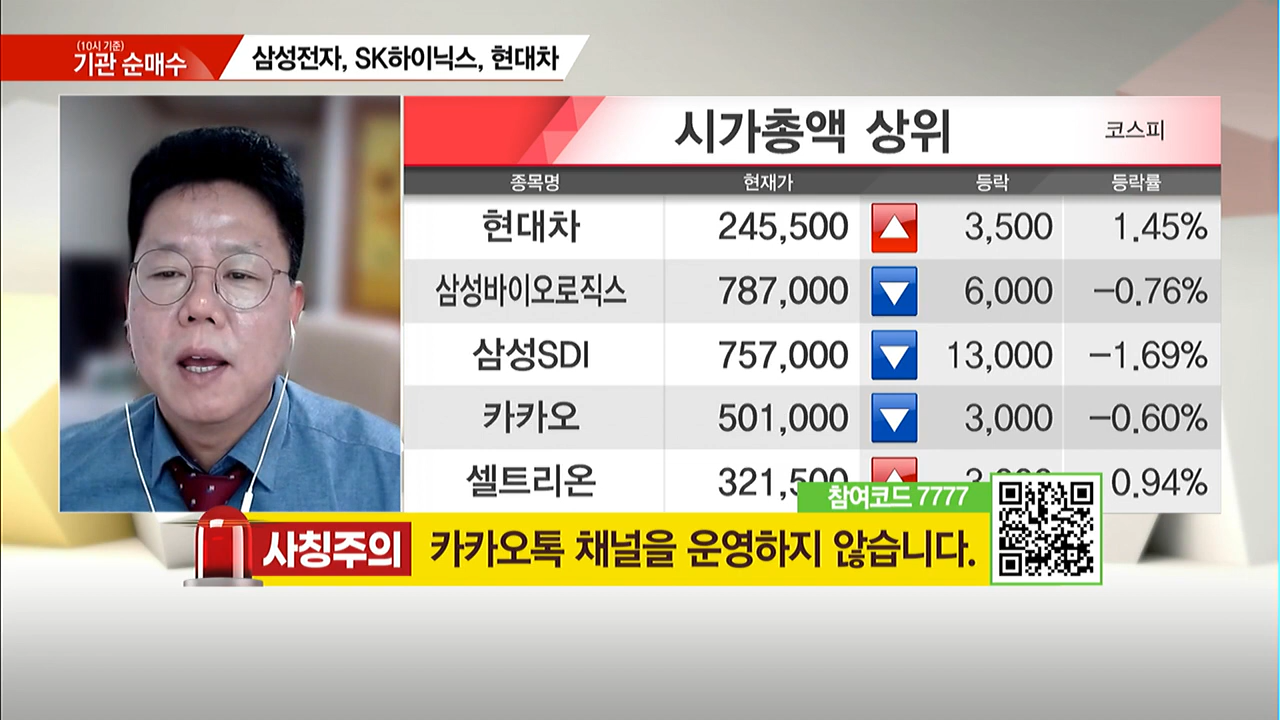 (10시 기준)
기관 순매수
삼성전자, SK하이닉스, 현대차
시가총액 상위
코스피
종목명 현재가 등락 등락률
현대차 245,500 3,500 1.45%
삼성바이오로직스 787,000 6,000 -0.76%
삼성SDI 757,000 13,000 -1.69%
카카오 501,000 3,000 -0.60%
셀트리온 321,500 3,000 0.94%
참여코드 7777
사칭주의 카카오톡 채널을 운영하지 않습니다.